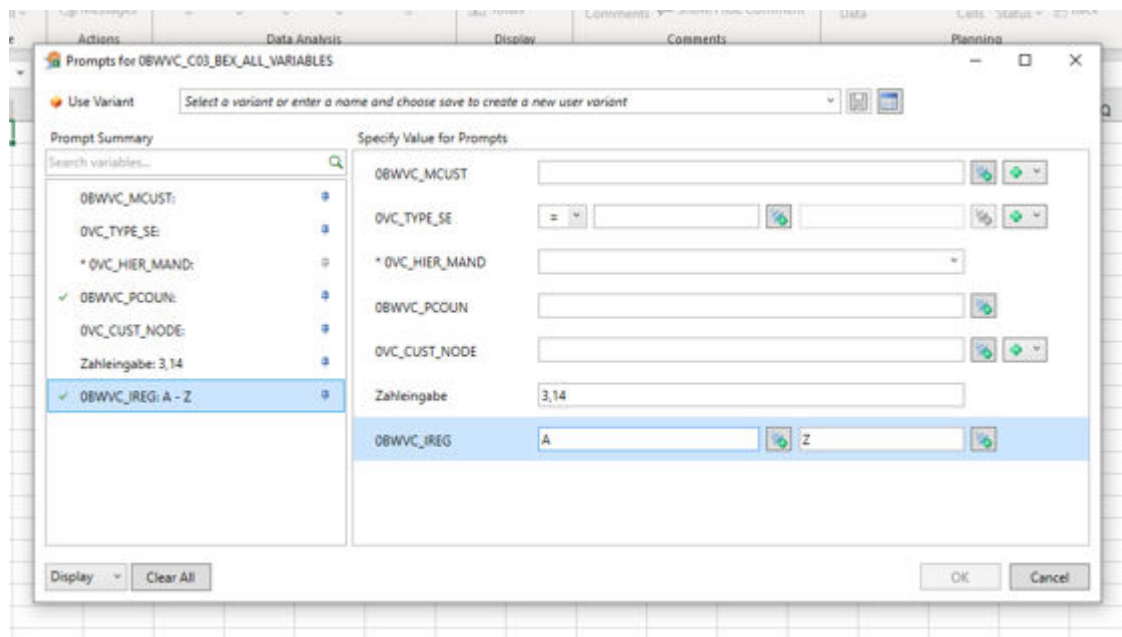 Actions Data Analysis Display Comments Planning
Prompts for 0BWVC_C03_BEX_ALL_VARIABLES
Use Variant Select a variant or enter a name and choose save to create a new user variant
Prompt Summary Specify Value for Prompts
Search variables...
0BWVC_MCUST:
0VC_TYPE_SE:
* 0VC_HIER_MAND:
0BWVC_PCOUN:
0VC_CUST_NODE:
Zahleingabe: 3,14
0BWVC_IREG: A - Z
0BWVC_MCUST
0VC_TYPE_SE =
* 0VC_HIER_MAND
0BWVC_PCOUN
0VC_CUST_NODE
Zahleingabe 3,14
0BWVC_IREG A Z
Display Clear All OK Cancel